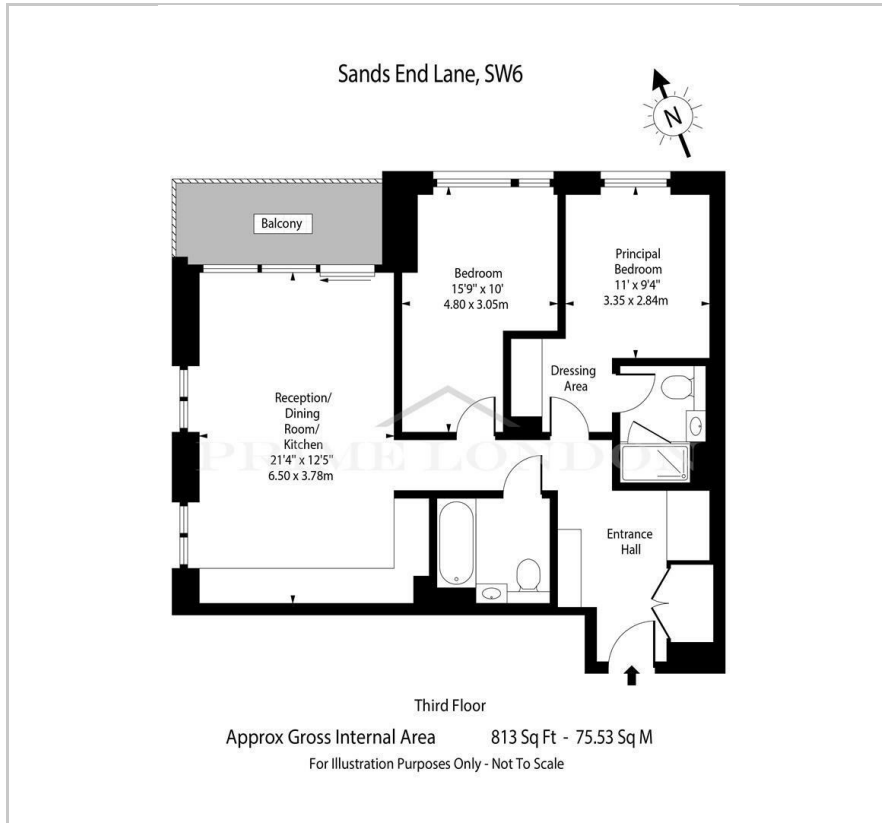 Sands End Lane, SW6
N
Balcony
Bedroom
15'9" x 10'
4.80 x 3.05m
Principal
Bedroom
11' x 9'4"
3.35 x 2.84m
Dressing
Area
Reception/
Dining
Room/
Kitchen
21'4" x 12'5"
6.50 x 3.78m
PRIME LONDON
Entrance
Hall
Third Floor
Approx Gross Internal Area 813 Sq Ft - 75.53 Sq M
For Illustration Purposes Only - Not To Scale